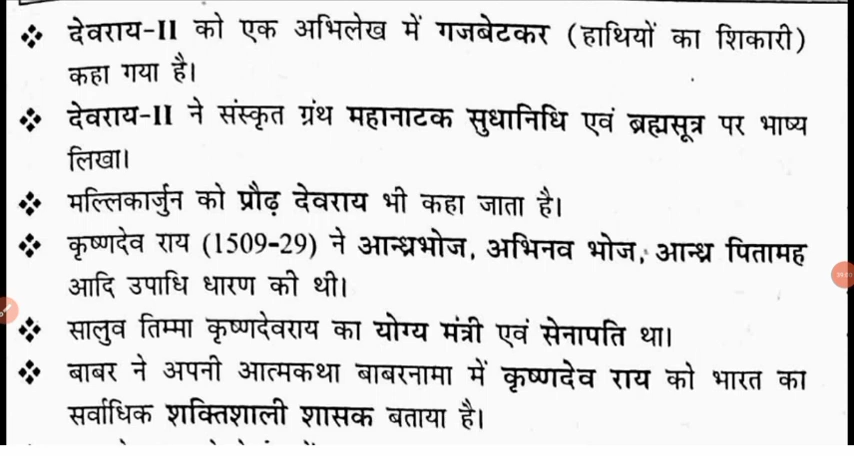 ❖ देवराय-II को एक अभिलेख में गजबेटकर (हाथियों का शिकारी)
कहा गया है।
❖ देवराय-II ने संस्कृत ग्रंथ महानाटक सुधानिधि एवं ब्रह्मसूत्र पर भाष्य
लिखा।
❖ मल्लिकार्जुन को प्रौढ़ देवराय भी कहा जाता है।
❖ कृष्णदेव राय (1509-29) ने आन्ध्रभोज, अभिनव भोज, आन्ध्र पितामह
आदि उपाधि धारण की थी।
❖ सालुव तिम्मा कृष्णदेवराय का योग्य मंत्री एवं सेनापति था।
❖ बाबर ने अपनी आत्मकथा बाबरनामा में कृष्णदेव राय को भारत का
सर्वाधिक शक्तिशाली शासक बताया है।